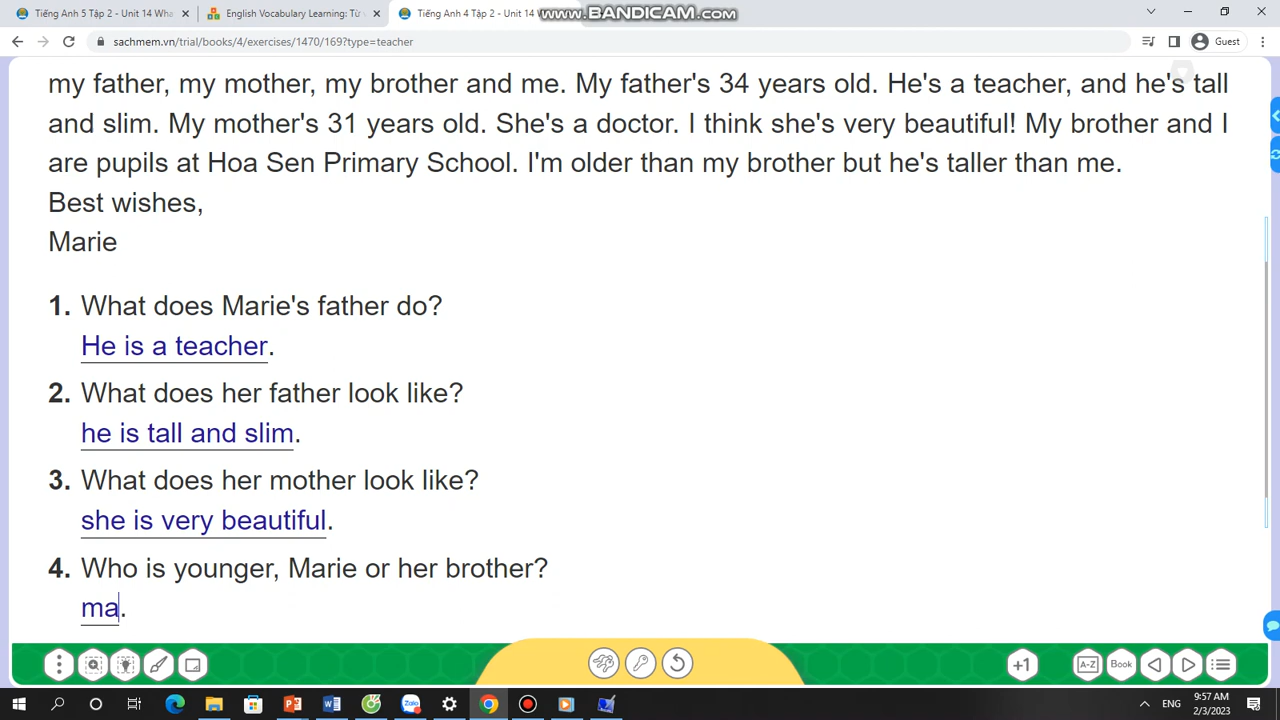 Tiếng Anh 5 Tập 2 - Unit 14 Wha
English Vocabulary Learning: Từ
Tiếng Anh 4 Tập 2 - Unit 14
www.BANDICAM.com
sachmem.vn/trial/books/4/exercises/1470/169?type=teacher
Guest
my father, my mother, my brother and me. My father's 34 years old. He's a teacher, and he's tall
and slim. My mother's 31 years old. She's a doctor. I think she's very beautiful! My brother and I
are pupils at Hoa Sen Primary School. I'm older than my brother but he's taller than me.
Best wishes,
Marie
1. What does Marie's father do?
He is a teacher.
2. What does her father look like?
he is tall and slim.
3. What does her mother look like?
she is very beautiful.
4. Who is younger, Marie or her brother?
ma.
+1
A-Z
Book
Zalo
ENG
9:57 AM
2/3/2023